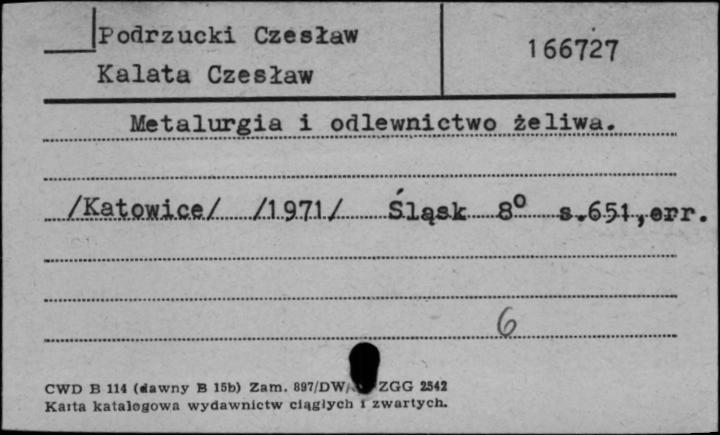 Podrzucki Czesław
166727
Kalata Czesław
Metalurgia i odlewnictwo żeliwa.
/Katowice/ /1971/ Śląsk 8° s.651,err.
6
CWD B 114 (dawny B 15b) Zam. 897/DW/ ZGG 2542
Karta katalogowa wydawnictw ciągłych i zwartych.